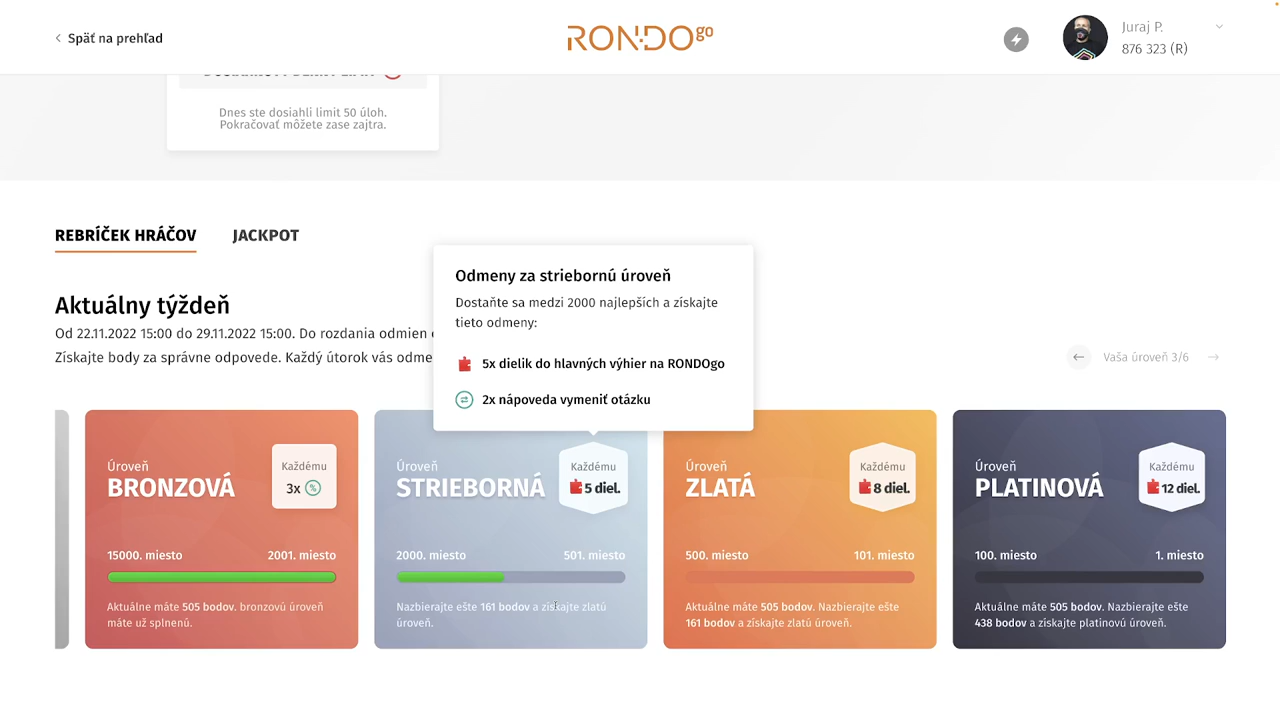 Späť na prehľad
RONDO go
Juraj P.
876 323 (R)
Dnes ste dosiahli limit 50 úloh.
Pokračovať môžete zase zajtra.
REBRÍČEK HRÁČOV
JACKPOT
Odmeny za striebornú úroveň
Dostaňte sa medzi 2000 najlepších a získajte
tieto odmeny:
5x dielik do hlavných výhier na RONDOgo
2x nápoveda vymeniť otázku
Aktuálny týždeň
Od 22.11.2022 15:00 do 29.11.2022 15:00. Do rozdania odmien
Získajte body za správne odpovede. Každý útorok vás
Vaša úroveň 3/6
Úroveň
BRONZOVÁ
Každému
3x %
15000. miesto
2001. miesto
Aktuálne máte 505 bodov. bronzovú úroveň
máte už splnenú.
Úroveň
STRIEBORNÁ
Každému
5 diel.
2000. miesto
501. miesto
Nazbierajte ešte 161 bodov a získajte zlatú
úroveň.
Úroveň
ZLATÁ
Každému
8 diel.
500. miesto
101. miesto
Aktuálne máte 505 bodov. Nazbierajte ešte
161 bodov a získajte zlatú úroveň.
Úroveň
PLATINOVÁ
Každému
12 diel.
100. miesto
1. miesto
Aktuálne máte 505 bodov. Nazbierajte ešte
438 bodov a získajte platinovú úroveň.